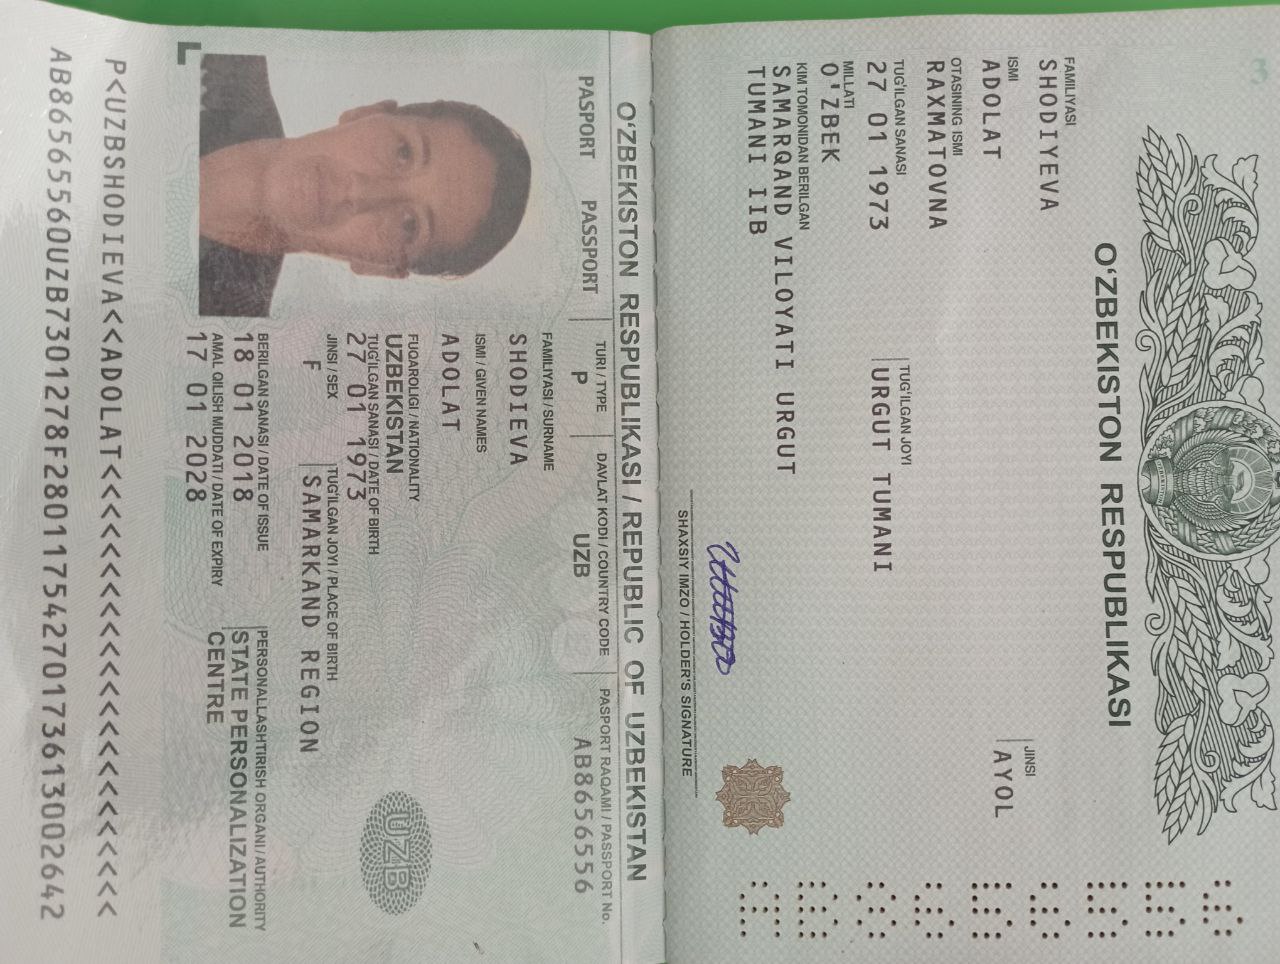 3
O‘ZBEKISTON RESPUBLIKASI
FAMILIYASI
SHODIYEVA
ISMI
ADOLAT
JINSI
AYOL
OTASINING ISMI
RAXMATOVNA
TUG‘ILGAN SANASI
27 01 1973
TUG‘ILGAN JOYI
URGUT TUMANI
MILLATI
O'ZBEK
KIM TOMONIDAN BERILGAN
SAMARQAND VILOYATI URGUT
TUMANI IIB
SHAXSIY IMZO / HOLDER'S SIGNATURE
AB8656556
O‘ZBEKISTON RESPUBLIKASI / REPUBLIC OF UZBEKISTAN
PASPORT PASSPORT
TURI / TYPE
P
DAVLAT KODI / COUNTRY CODE
UZB
PASPORT RAQAMI / PASSPORT No.
AB8656556
FAMILIYASI / SURNAME
SHODIEVA
ISMI / GIVEN NAMES
ADOLAT
FUQAROLIGI / NATIONALITY
UZBEKISTAN
TUG‘ILGAN SANASI / DATE OF BIRTH
27 01 1973
JINSI / SEX
F
TUG‘ILGAN JOYI / PLACE OF BIRTH
SAMARKAND REGION
BERILGAN SANASI / DATE OF ISSUE
18 01 2018
PERSONALLASHTIRISH ORGANI / AUTHORITY
STATE PERSONALIZATION
CENTRE
AMAL QILISH MUDDATI / DATE OF EXPIRY
17 01 2028
UZB
P<UZBSHODIEVA<<ADOLAT<<<<<<<<<<<<<<<<<<<<<<<
AB86565560UZB7301278F28011754270173613002642